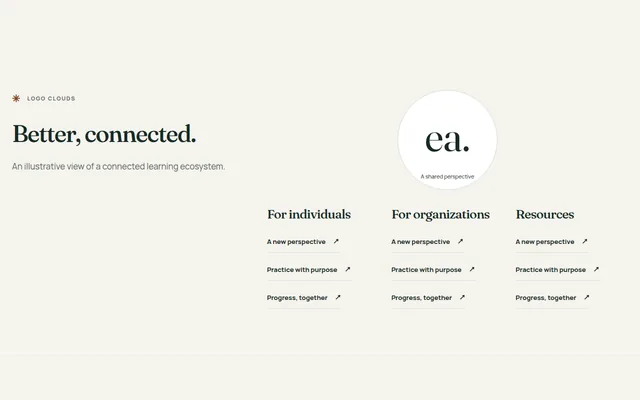 LOGO CLOUDS
Better, connected.
An illustrative view of a connected learning ecosystem.
ea.
A shared perspective
For individuals
A new perspective ↗
Practice with purpose ↗
Progress, together ↗
For organizations
A new perspective ↗
Practice with purpose ↗
Progress, together ↗
Resources
A new perspective ↗
Practice with purpose ↗
Progress, together ↗